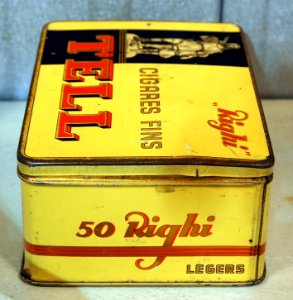 TELL
CIGARES FINS
"Righi"
50 Righi
LEGERS